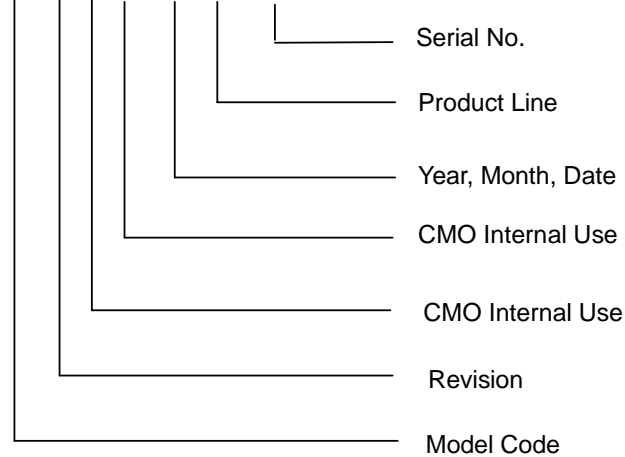 Serial No.
Product Line
Year, Month, Date
CMO Internal Use
CMO Internal Use
Revision
Model Code